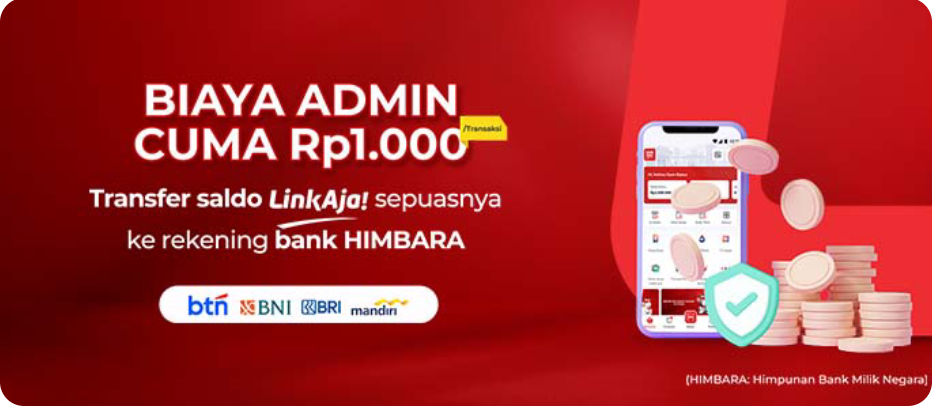 BIAYA ADMIN
CUMA Rp1.000
/Transaksi
Transfer saldo LinkAja! sepuasnya
ke rekening bank HIMBARA
btn BNI BRI mandiri
(HIMBARA: Himpunan Bank Milik Negara)